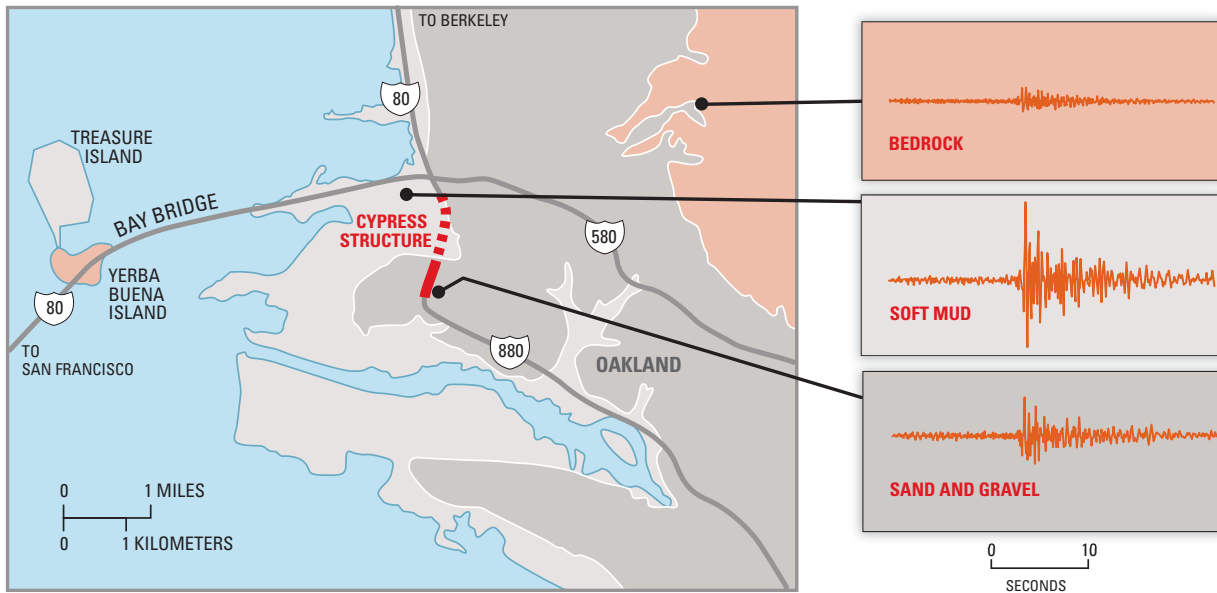 TO BERKELEY
80
TREASURE
ISLAND
BAY BRIDGE
CYPRESS
STRUCTURE
580
YERBA
BUENA
ISLAND
80
TO
SAN FRANCISCO
880
OAKLAND
0 1 MILES
0 1 KILOMETERS
BEDROCK
SOFT MUD
SAND AND GRAVEL
0 10
SECONDS